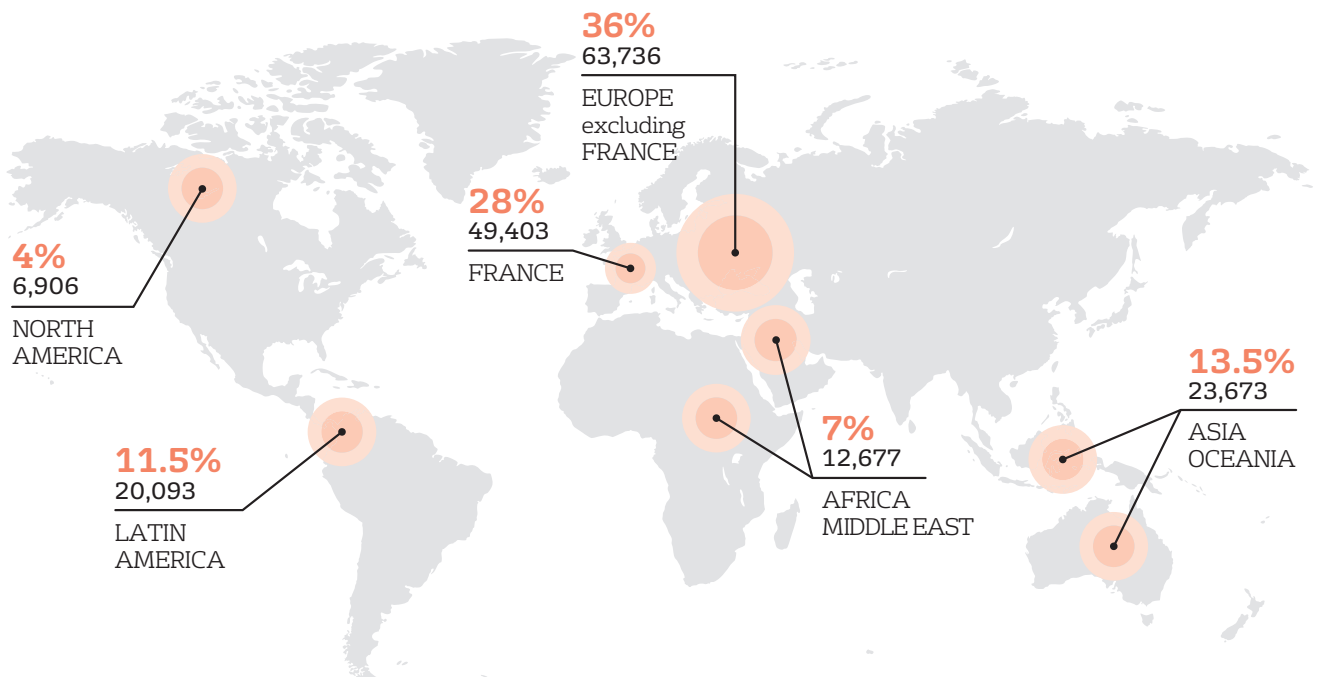 36%
63,736
EUROPE
excluding
FRANCE
28%
49,403
FRANCE
4%
6,906
NORTH
AMERICA
11.5%
20,093
LATIN
AMERICA
7%
12,677
AFRICA
MIDDLE EAST
13.5%
23,673
ASIA
OCEANIA